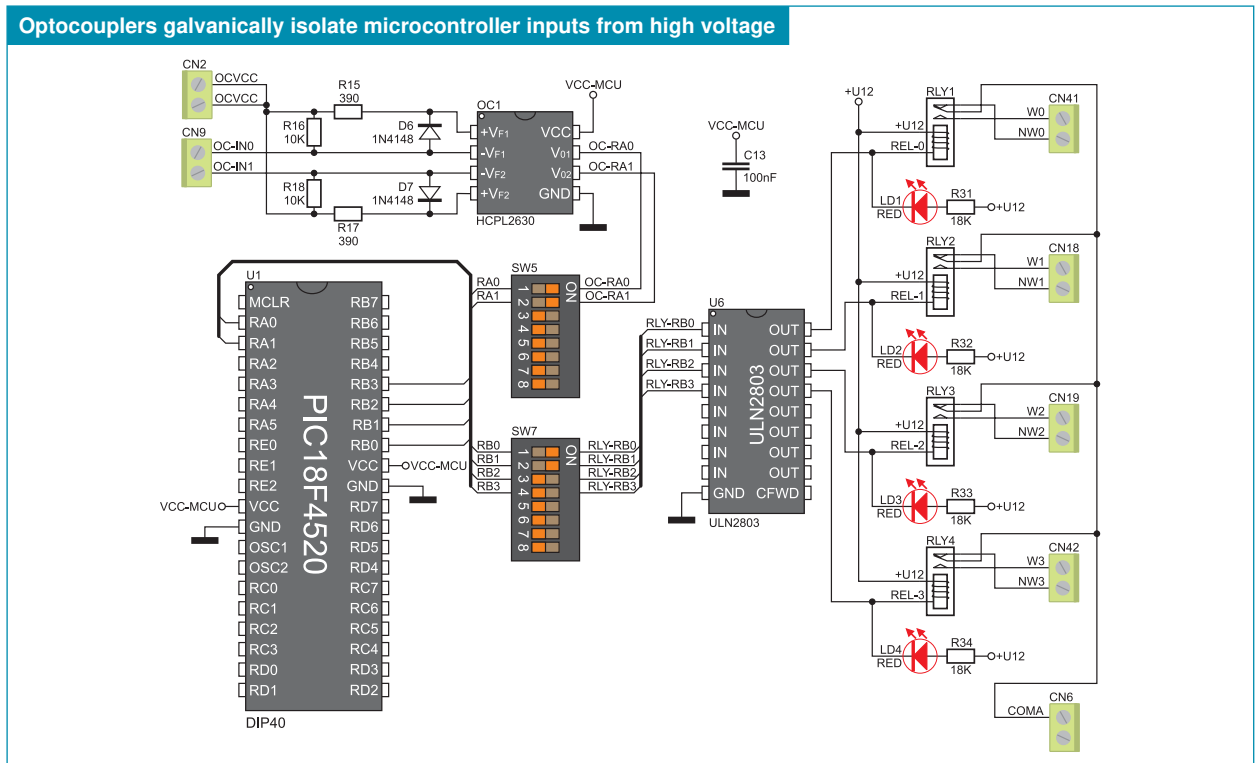 Optocouplers galvanically isolate microcontroller inputs from high voltage
CN2
OCVCC
OCVCC
CN9
OC-IN0
OC-IN1
R15
390
R16
10K
D6
1N4148
R18
10K
D7
1N4148
R17
390
OC1
+VF1
-VF1
-VF2
+VF2
VCC
V01
V02
GND
HCPL2630
VCC-MCU
OC-RA0
OC-RA1
VCC-MCU
C13
100nF
U1
MCLR
RA0
RA1
RA2
RA3
RA4
RA5
RE0
RE1
RE2
VCC
GND
OSC1
OSC2
RC0
RC1
RC2
RC3
RD0
RD1
PIC18F4520
RB7
RB6
RB5
RB4
RB3
RB2
RB1
RB0
VCC
GND
RD7
RD6
RD5
RD4
RC7
RC6
RC5
RC4
RD3
RD2
DIP40
VCC-MCU
VCC-MCU
SW5
RA0
RA1
1
2
3
4
5
6
7
8
ON
OC-RA0
OC-RA1
SW7
RB0
RB1
RB2
RB3
1
2
3
4
5
6
7
8
ON
RLY-RB0
RLY-RB1
RLY-RB2
RLY-RB3
RLY-RB0
RLY-RB1
RLY-RB2
RLY-RB3
U6
IN
IN
IN
IN
IN
IN
IN
IN
GND
ULN2803
OUT
OUT
OUT
OUT
OUT
OUT
OUT
OUT
CFWD
ULN2803
+U12
RLY1
+U12
REL-0
W0
NW0
CN41
LD1
RED
R31
18K
+U12
RLY2
+U12
REL-1
W1
NW1
CN18
LD2
RED
R32
18K
+U12
RLY3
+U12
REL-2
W2
NW2
CN19
LD3
RED
R33
18K
+U12
RLY4
+U12
REL-3
W3
NW3
CN42
LD4
RED
R34
18K
+U12
COMA
CN6